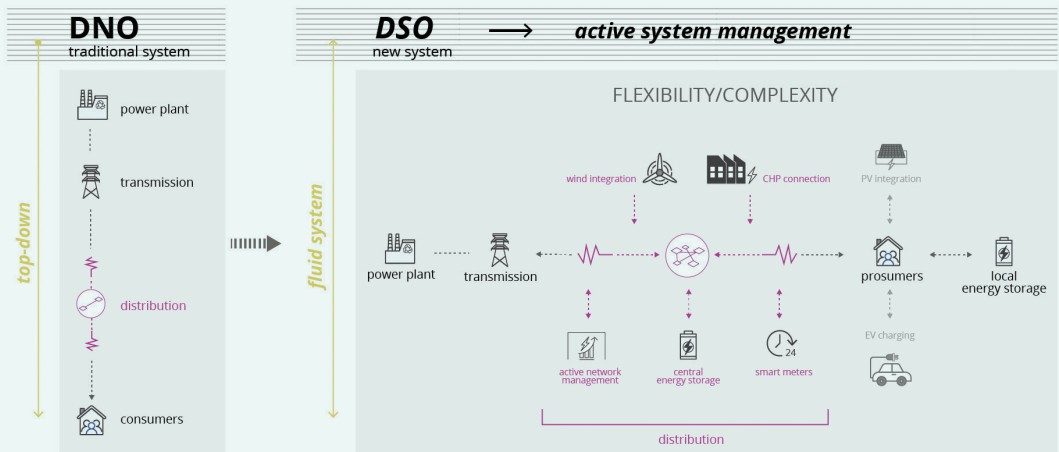 DNO
traditional system
top-down
power plant
transmission
distribution
consumers
DSO
new system
active system management
fluid system
FLEXIBILITY/COMPLEXITY
wind integration
CHP connection
PV integration
power plant
transmission
prosumers
local
energy storage
active network
management
central
energy storage
24
smart meters
EV charging
distribution